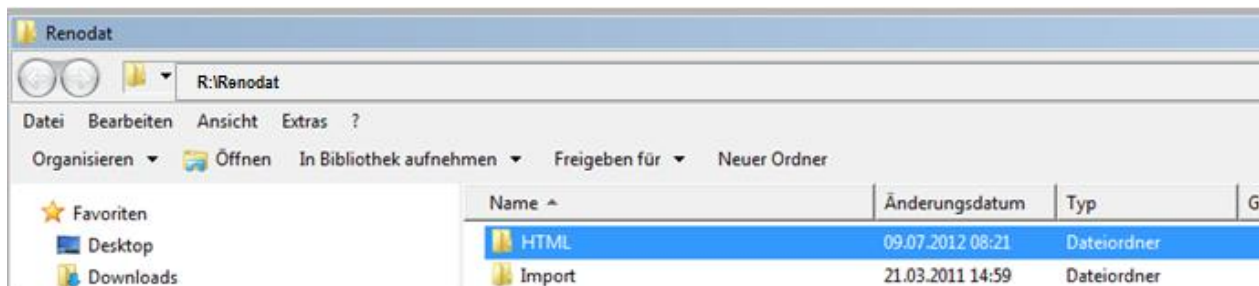 Renodat
R:\Renodat
Datei Bearbeiten Ansicht Extras ?
Organisieren Öffnen In Bibliothek aufnehmen Freigeben für Neuer Ordner
Favoriten
Desktop
Downloads
Name Änderungsdatum Typ G
HTML 09.07.2012 08:21 Dateiordner
Import 21.03.2011 14:59 Dateiordner